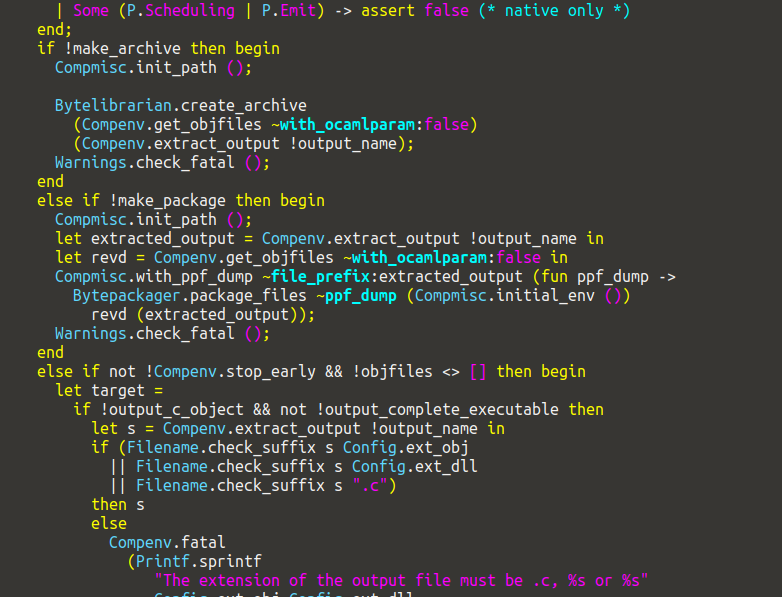 | Some (P.Scheduling | P.Emit) -> assert false (* native only *)
end;
if !make_archive then begin
Compmisc.init_path ();
Bytelibrarian.create_archive
(Compenv.get_objfiles ~with_ocamlparam:false)
(Compenv.extract_output !output_name);
Warnings.check_fatal ();
end
else if !make_package then begin
Compmisc.init_path ();
let extracted_output = Compenv.extract_output !output_name in
let revd = Compenv.get_objfiles ~with_ocamlparam:false in
Compmisc.with_ppf_dump ~file_prefix:extracted_output (fun ppf_dump ->
Bytepackager.package_files ~ppf_dump (Compmisc.initial_env ())
revd (extracted_output));
Warnings.check_fatal ();
end
else if not !Compenv.stop_early && !objfiles <> [] then begin
let target =
if !output_c_object && not !output_complete_executable then
let s = Compenv.extract_output !output_name in
if (Filename.check_suffix s Config.ext_obj
|| Filename.check_suffix s Config.ext_dll
|| Filename.check_suffix s ".c")
then s
else
Compenv.fatal
(Printf.sprintf
"The extension of the output file must be .c, %s or %s"
Config.ext_obj Config.ext_dll